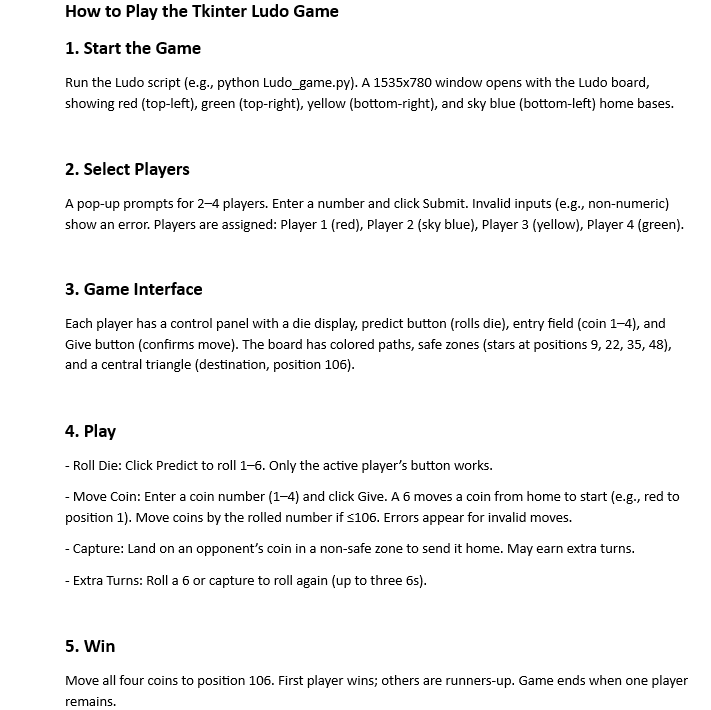 How to Play the Tkinter Ludo Game
1. Start the Game
Run the Ludo script (e.g., python Ludo_game.py). A 1535x780 window opens with the Ludo board,
showing red (top-left), green (top-right), yellow (bottom-right), and sky blue (bottom-left) home bases.
2. Select Players
A pop-up prompts for 2–4 players. Enter a number and click Submit. Invalid inputs (e.g., non-numeric)
show an error. Players are assigned: Player 1 (red), Player 2 (sky blue), Player 3 (yellow), Player 4 (green).
3. Game Interface
Each player has a control panel with a die display, predict button (rolls die), entry field (coin 1–4), and
Give button (confirms move). The board has colored paths, safe zones (stars at positions 9, 22, 35, 48),
and a central triangle (destination, position 106).
4. Play
- Roll Die: Click Predict to roll 1–6. Only the active player’s button works.
- Move Coin: Enter a coin number (1–4) and click Give. A 6 moves a coin from home to start (e.g., red to
position 1). Move coins by the rolled number if ≤106. Errors appear for invalid moves.
- Capture: Land on an opponent’s coin in a non-safe zone to send it home. May earn extra turns.
- Extra Turns: Roll a 6 or capture to roll again (up to three 6s).
5. Win
Move all four coins to position 106. First player wins; others are runners-up. Game ends when one player
remains.